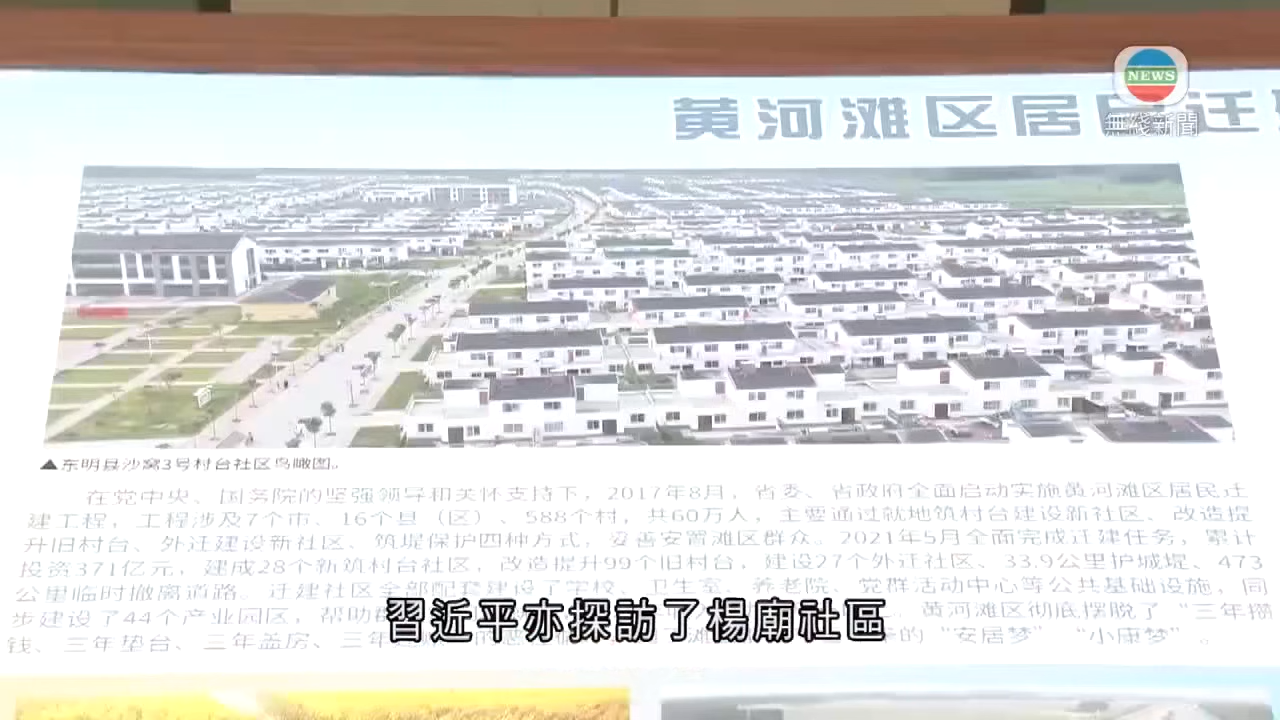 NEWS
無綫新聞
黄河滩区居民迁
▲东明县沙窝3号村台社区鸟瞰图。
在党中央、国务院的坚强领导和关怀支持下，2017年8月，省委、省政府全面启动实施黄河滩区居民迁
建工程，工程涉及7个市、16个县（区）、588个村，共60万人，主要通过就地筑村台建设新社区、改造提
升旧村台、外迁建设新社区、筑堤保护四种方式，妥善安置滩区群众。2021年5月全面完成迁建任务，累计
投资371亿元，建成28个新筑村台社区，改造提升99个旧村台，建设27个外迁社区、33.9公里护城堤、473
公里临时撤离道路。迁建社区全部配套建设了学校、卫生室、养老院、党群活动中心等公共基础设施，同
步建设了44个产业园区，帮助 黄河滩区彻底摆脱了“三年攒
钱、三年垫台、三年盖房、三年 的“安居梦”“小康梦”。
習近平亦探訪了楊廟社區